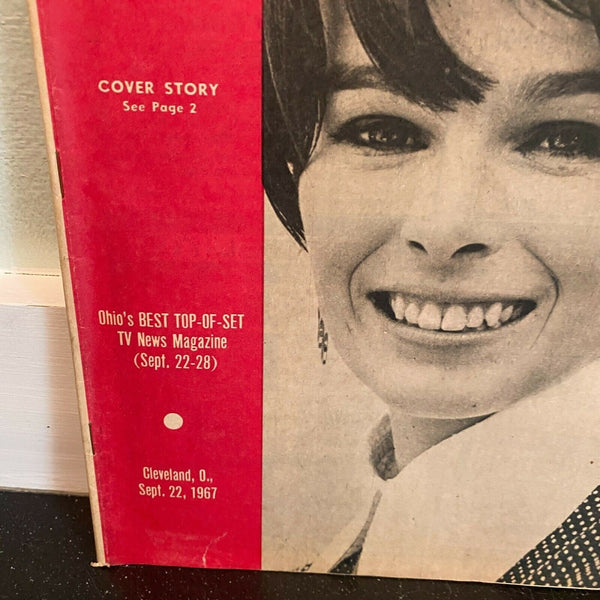 COVER STORY
See Page 2
Ohio's BEST TOP-OF-SET
TV News Magazine
(Sept. 22-28)
Cleveland, O.,
Sept. 22, 1967